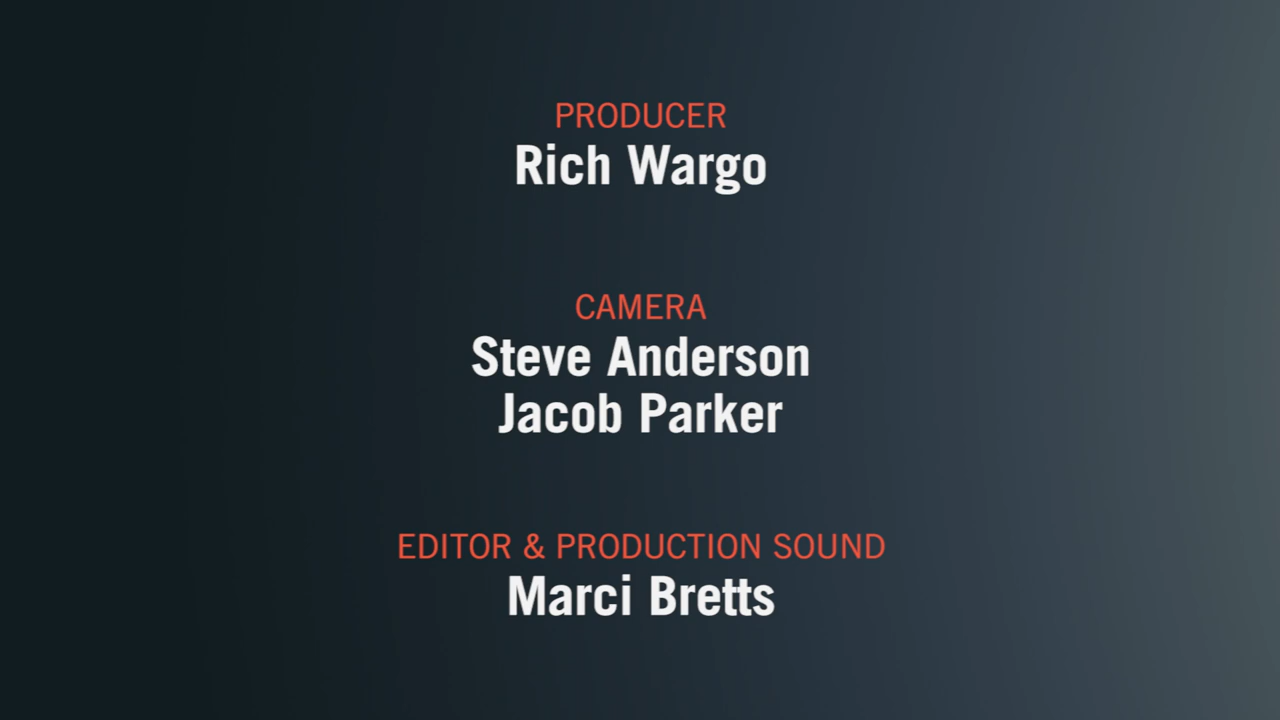 PRODUCER
Rich Wargo
CAMERA
Steve Anderson
Jacob Parker
EDITOR & PRODUCTION SOUND
Marci Bretts